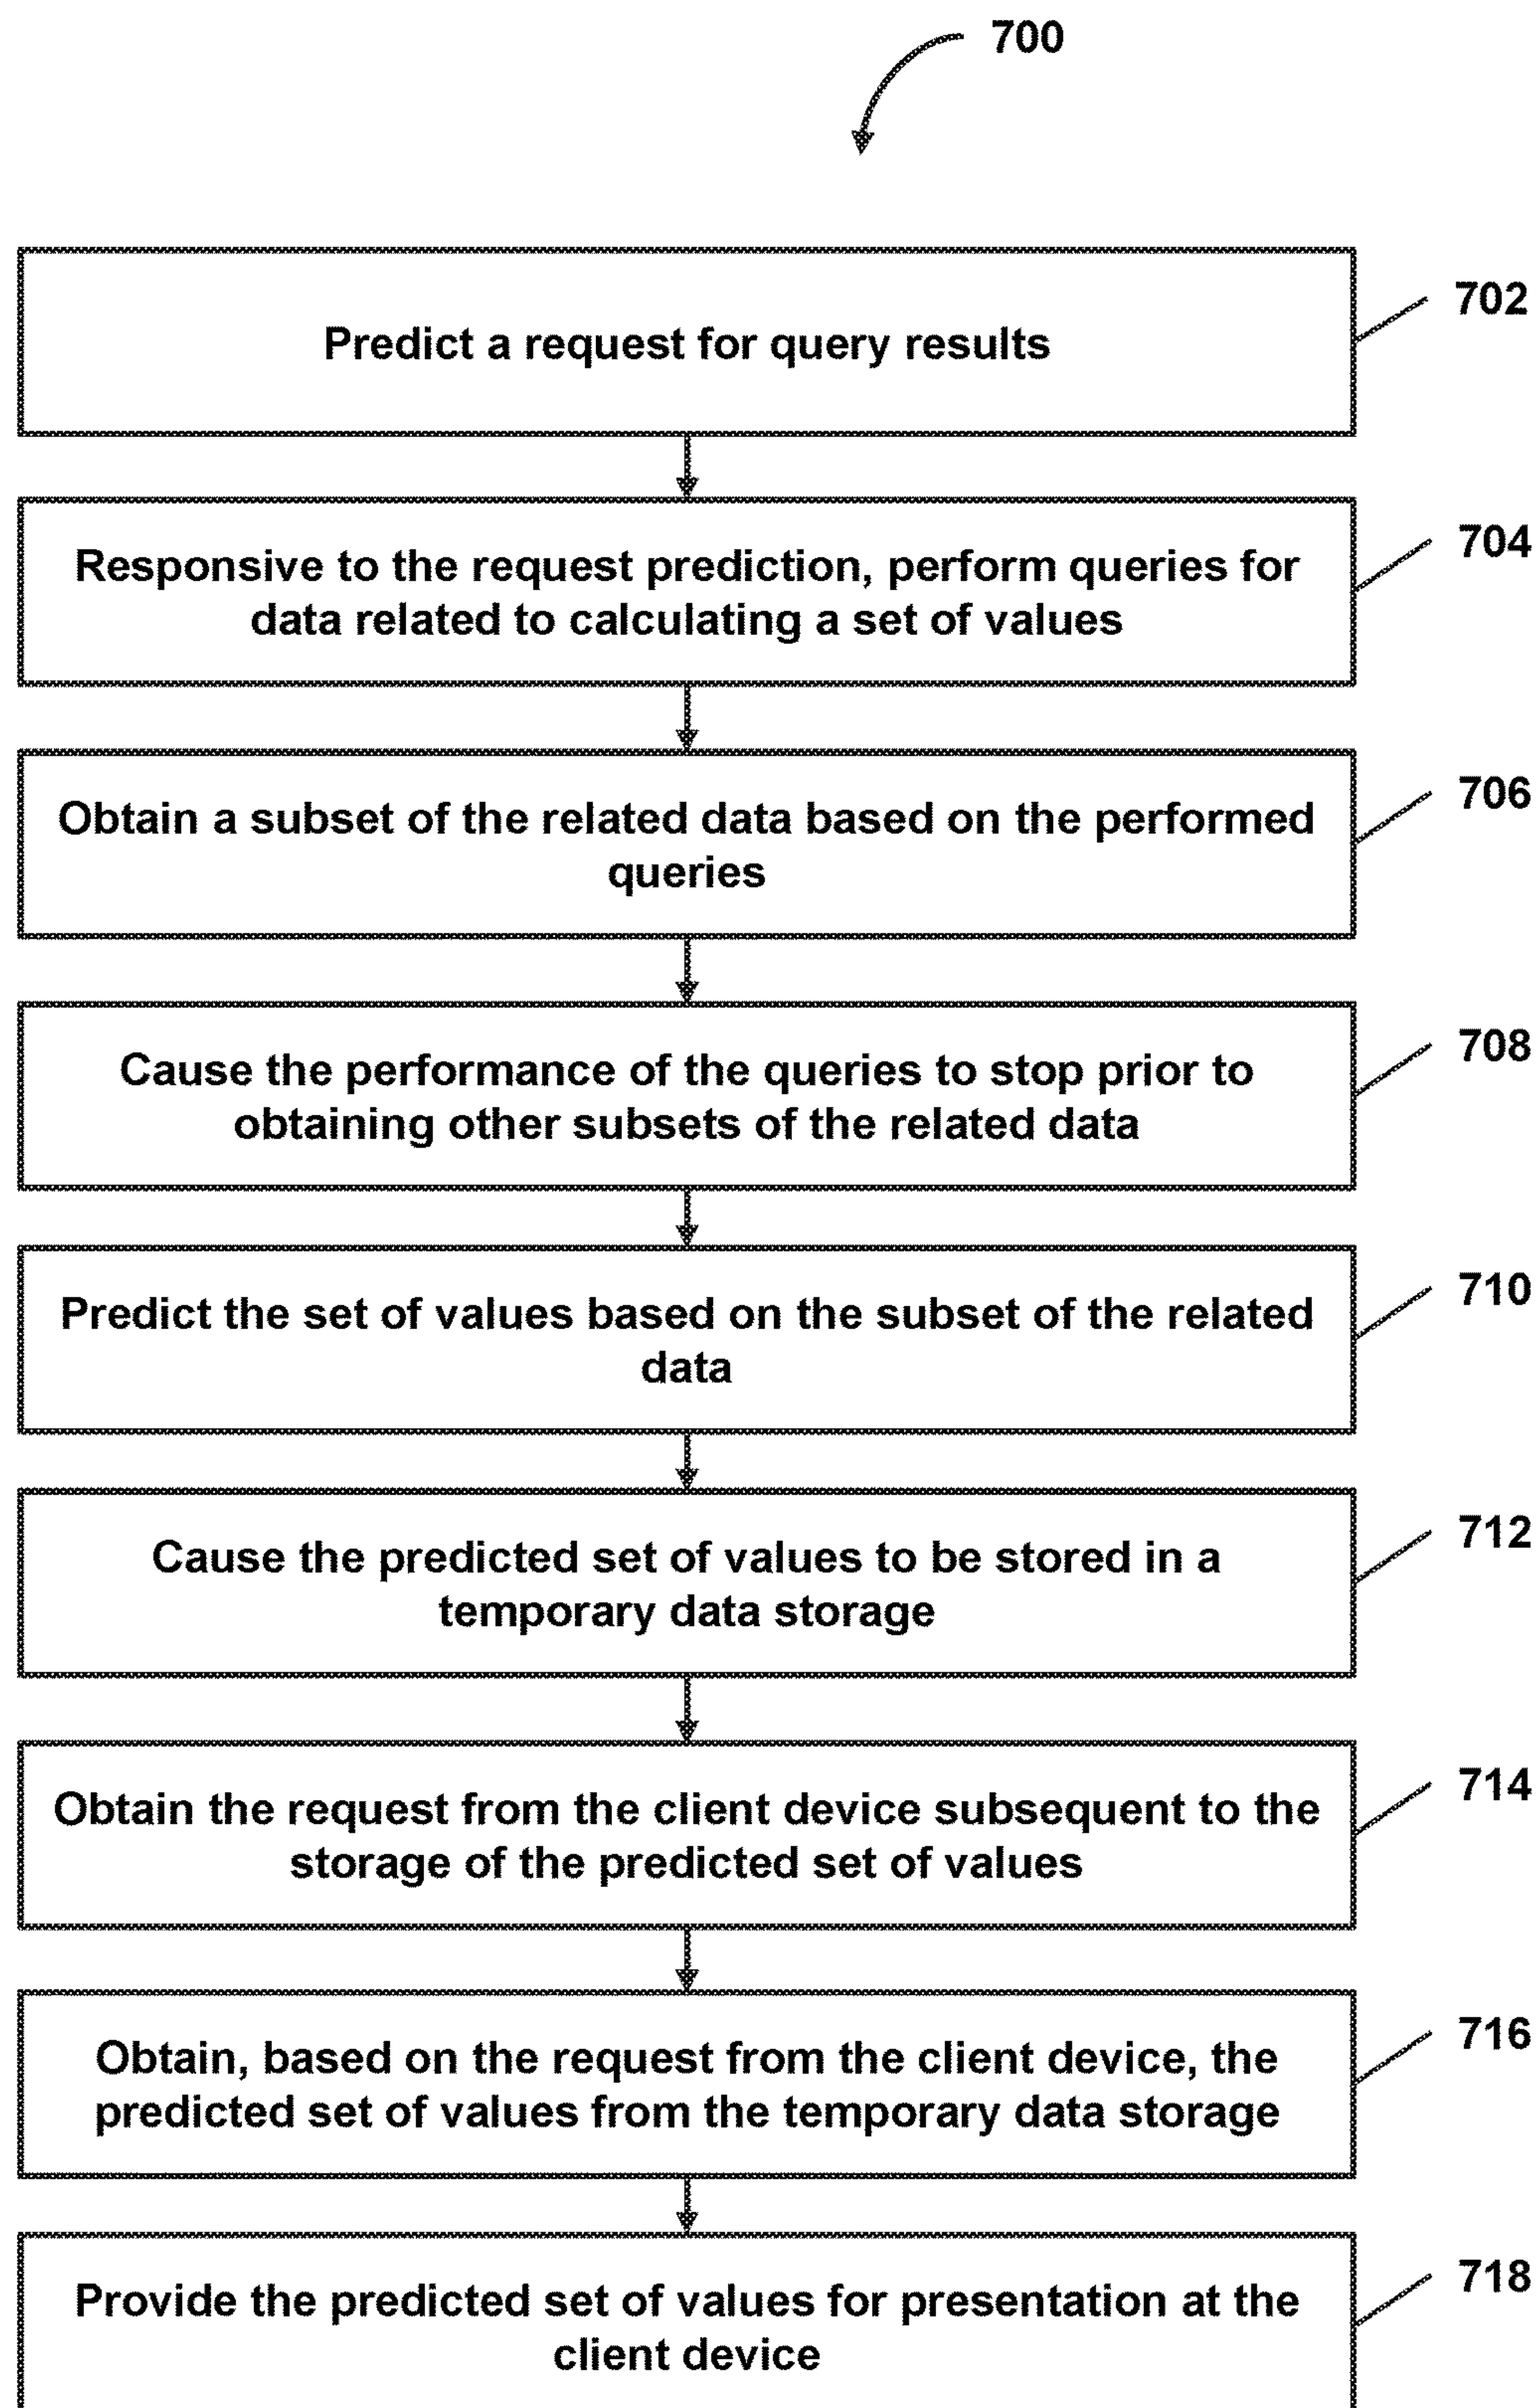 700
Predict a request for query results
702
Responsive to the request prediction, perform queries for
data related to calculating a set of values
704
Obtain a subset of the related data based on the performed
queries
706
Cause the performance of the queries to stop prior to
obtaining other subsets of the related data
708
Predict the set of values based on the subset of the related
data
710
Cause the predicted set of values to be stored in a
temporary data storage
712
Obtain the request from the client device subsequent to the
storage of the predicted set of values
714
Obtain, based on the request from the client device, the
predicted set of values from the temporary data storage
716
Provide the predicted set of values for presentation at the
client device
718